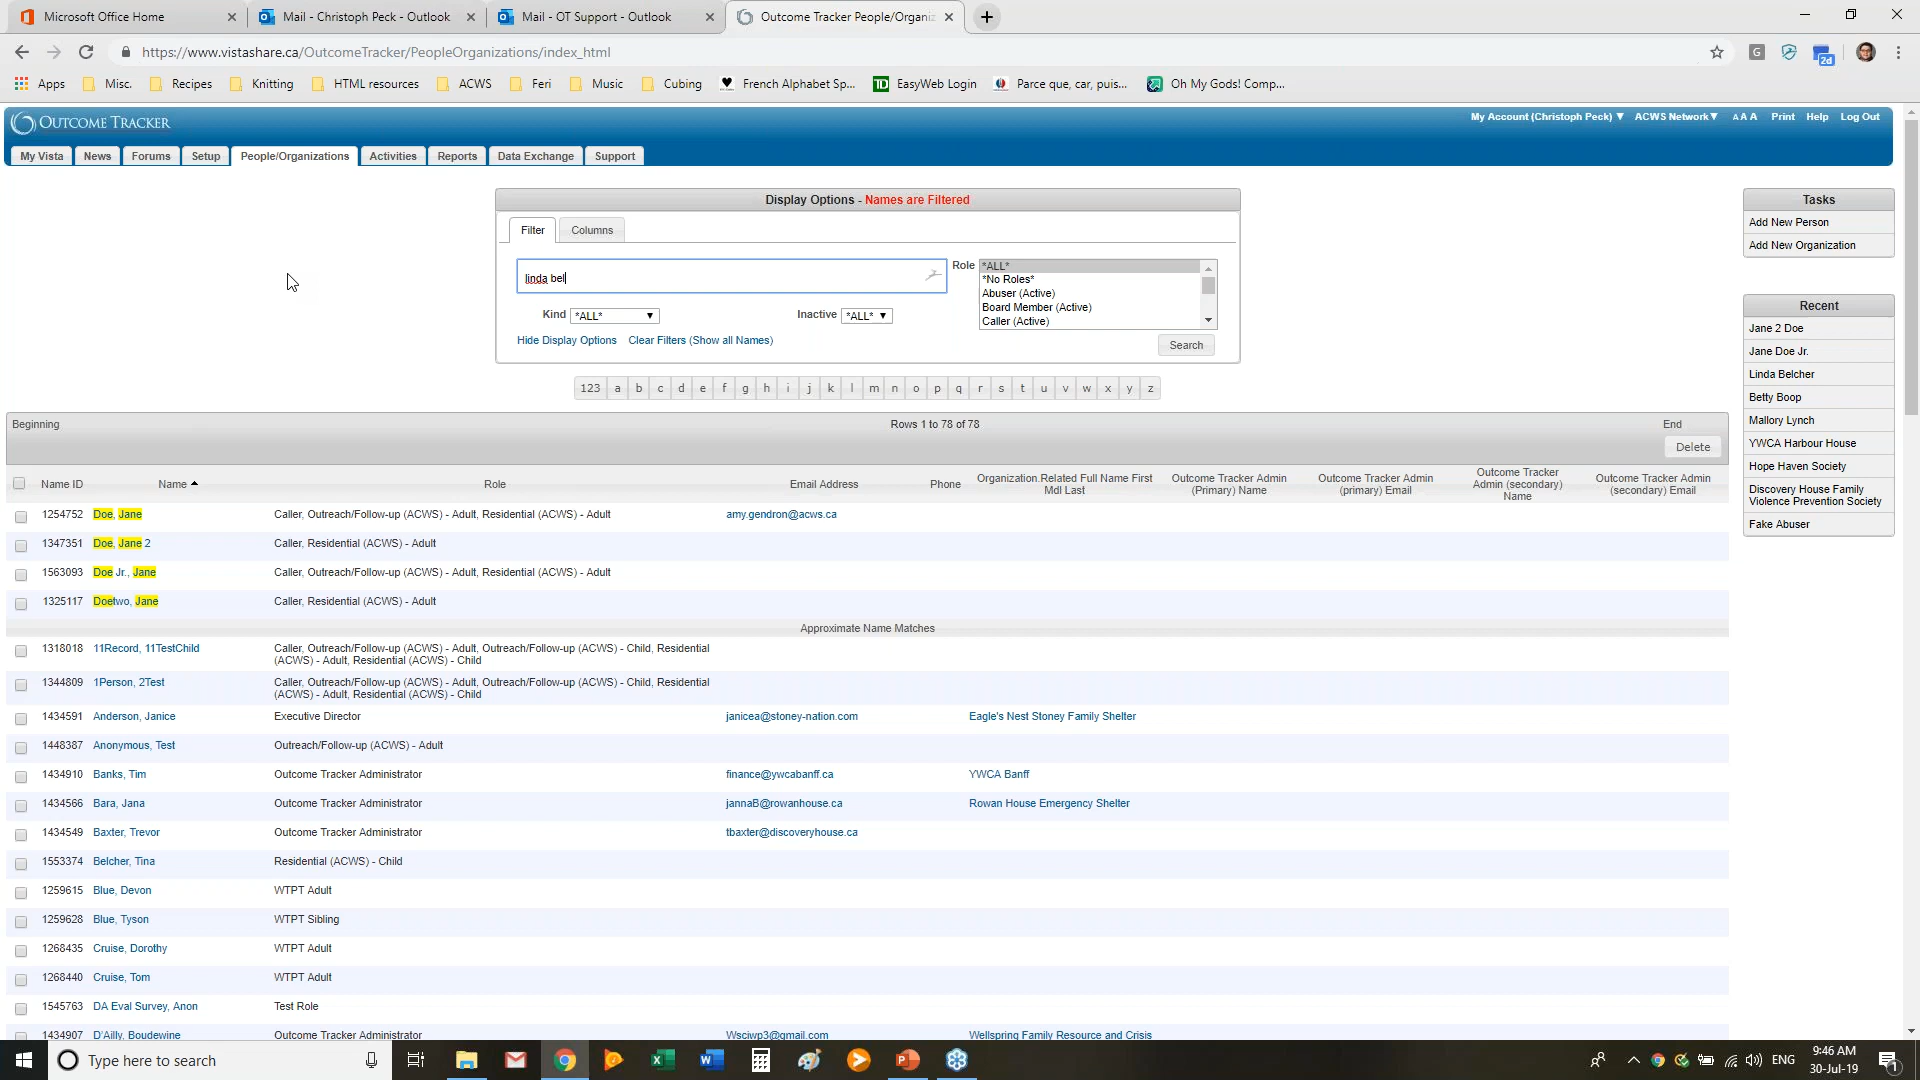 Microsoft Office Home
Mail - Christoph Peck - Outlook
Mail - OT Support - Outlook
Outcome Tracker People/Organiz
https://www.vistashare.ca/OutcomeTracker/PeopleOrganizations/index_html
G
2d
Apps
Misc.
Recipes
Knitting
HTML resources
ACWS
Feri
Music
Cubing
French Alphabet Sp...
TD
EasyWeb Login
Parce que, car, puis...
Oh My Gods! Comp...
OUTCOME TRACKER
My Account (Christoph Peck) ▼
ACWS Network▼
A A A
Print
Help
Log Out
My Vista
News
Forums
Setup
People/Organizations
Activities
Reports
Data Exchange
Support
Display Options - Names are Filtered
Filter
Columns
linda bel
Role
*ALL*
*No Roles*
Abuser (Active)
Board Member (Active)
Caller (Active)
Kind
*ALL*
Inactive
*ALL*
Hide Display Options
Clear Filters (Show all Names)
Search
Tasks
Add New Person
Add New Organization
Recent
Jane 2 Doe
Jane Doe Jr.
Linda Belcher
Betty Boop
Mallory Lynch
YWCA Harbour House
Hope Haven Society
Discovery House Family
Violence Prevention Society
Fake Abuser
123 a b c d e f g h i j k l m n o p q r s t u v w x y z
Beginning
Rows 1 to 78 of 78
End
Delete
Name ID
Name
Role
Email Address
Phone
Organization.Related Full Name First
Mdl Last
Outcome Tracker Admin
(Primary) Name
Outcome Tracker Admin
(primary) Email
Outcome Tracker
Admin (secondary)
Name
Outcome Tracker Admin
(secondary) Email
1254752 Doe, Jane Caller, Outreach/Follow-up (ACWS) - Adult, Residential (ACWS) - Adult amy.gendron@acws.ca
1347351 Doe, Jane 2 Caller, Residential (ACWS) - Adult
1563093 Doe Jr., Jane Caller, Outreach/Follow-up (ACWS) - Adult, Residential (ACWS) - Adult
1325117 Doetwo, Jane Caller, Residential (ACWS) - Adult
Approximate Name Matches
1318018 11Record, 11TestChild Caller, Outreach/Follow-up (ACWS) - Adult, Outreach/Follow-up (ACWS) - Child, Residential
(ACWS) - Adult, Residential (ACWS) - Child
1344809 1Person, 2Test Caller, Outreach/Follow-up (ACWS) - Adult, Outreach/Follow-up (ACWS) - Child, Residential
(ACWS) - Adult, Residential (ACWS) - Child
1434591 Anderson, Janice Executive Director janicea@stoney-nation.com Eagle's Nest Stoney Family Shelter
1448387 Anonymous, Test Outreach/Follow-up (ACWS) - Adult
1434910 Banks, Tim Outcome Tracker Administrator finance@ywcabanff.ca YWCA Banff
1434566 Bara, Jana Outcome Tracker Administrator jannaB@rowanhouse.ca Rowan House Emergency Shelter
1434549 Baxter, Trevor Outcome Tracker Administrator tbaxter@discoveryhouse.ca
1553374 Belcher, Tina Residential (ACWS) - Child
1259615 Blue, Devon WTPT Adult
1259628 Blue, Tyson WTPT Sibling
1268435 Cruise, Dorothy WTPT Adult
1268440 Cruise, Tom WTPT Adult
1545763 DA Eval Survey, Anon Test Role
1434907 D'Ailly, Boudewine Outcome Tracker Administrator Wsciwp3@gmail.com Wellspring Family Resource and Crisis
Type here to search
ENG
9:46 AM
30-Jul-19
1